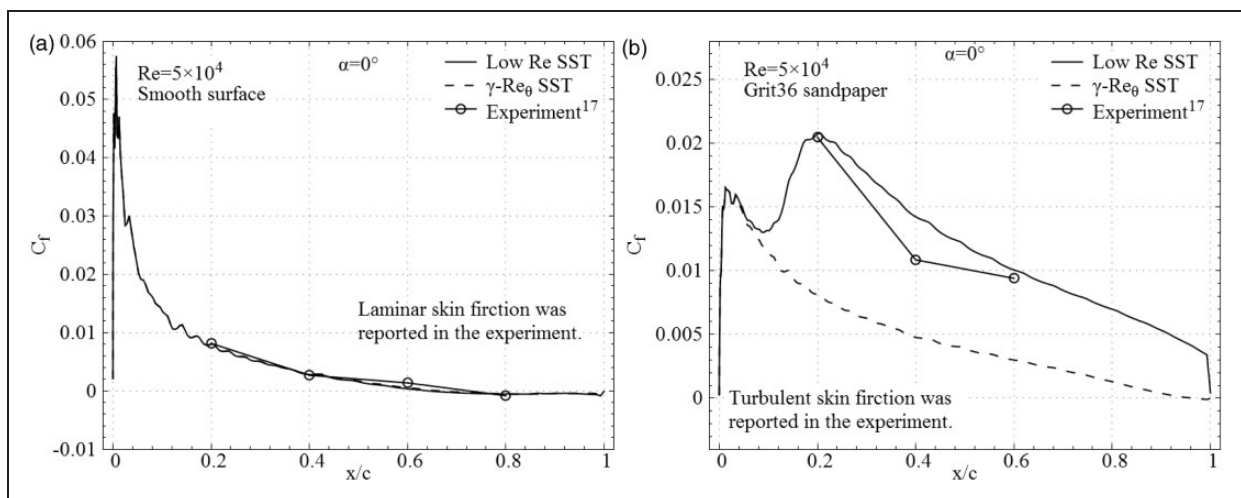 (a)
0.06
0.05
0.04
0.03
0.02
0.01
0
-0.01
C_f
Re=5×10⁴
Smooth surface
α=0°
Low Re SST
γ-Re_θ SST
Experiment¹⁷
Laminar skin firction was
reported in the experiment.
0 0.2 0.4 0.6 0.8 1
x/c
(b)
0.025
0.02
0.015
0.01
0.005
0
C_f
Re=5×10⁴
Grit36 sandpaper
α=0°
Low Re SST
γ-Re_θ SST
Experiment¹⁷
Turbulent skin firction was
reported in the experiment.
0 0.2 0.4 0.6 0.8 1
x/c